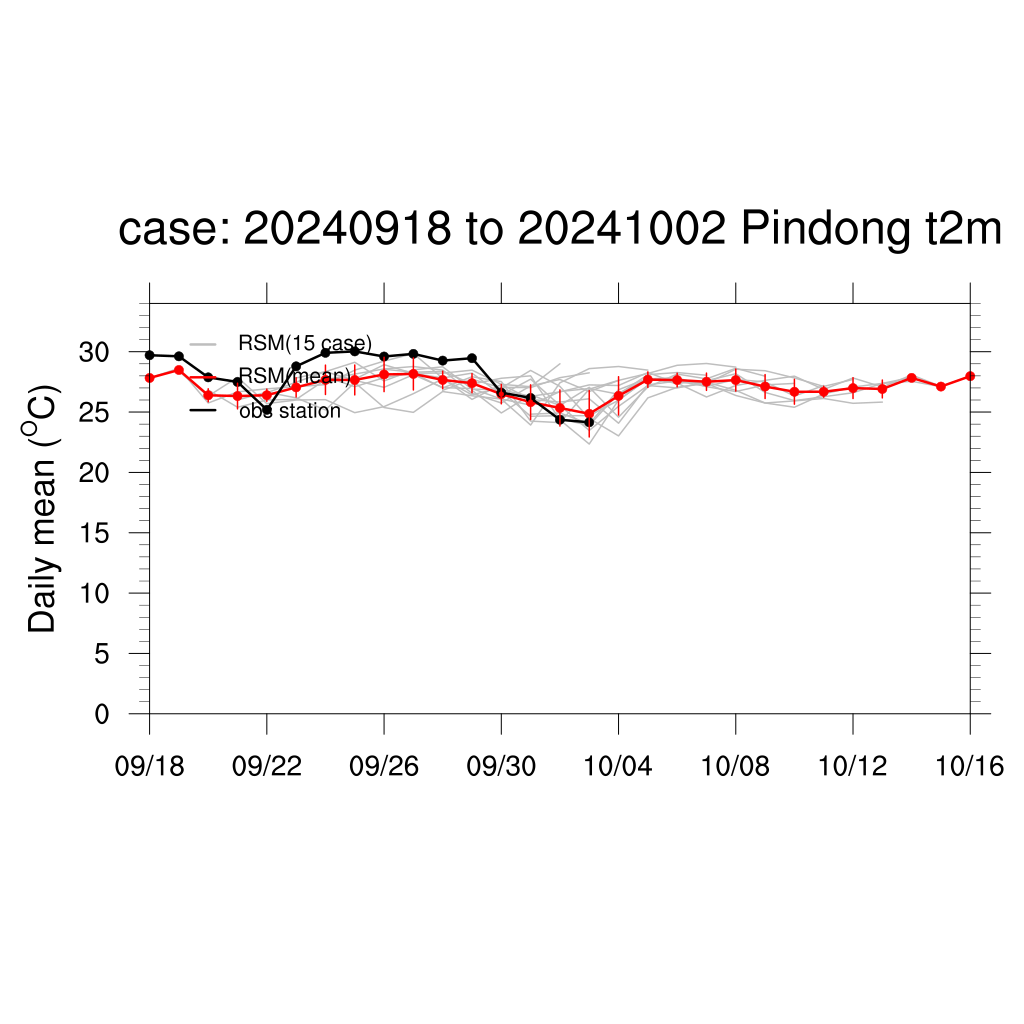 case: 20240918 to 20241002 Pindong t2m
Daily mean (°C)
30
25
20
15
10
5
0
RSM(15 case)
RSM(mean)
obs station
09/18 09/22 09/26 09/30 10/04 10/08 10/12 10/16